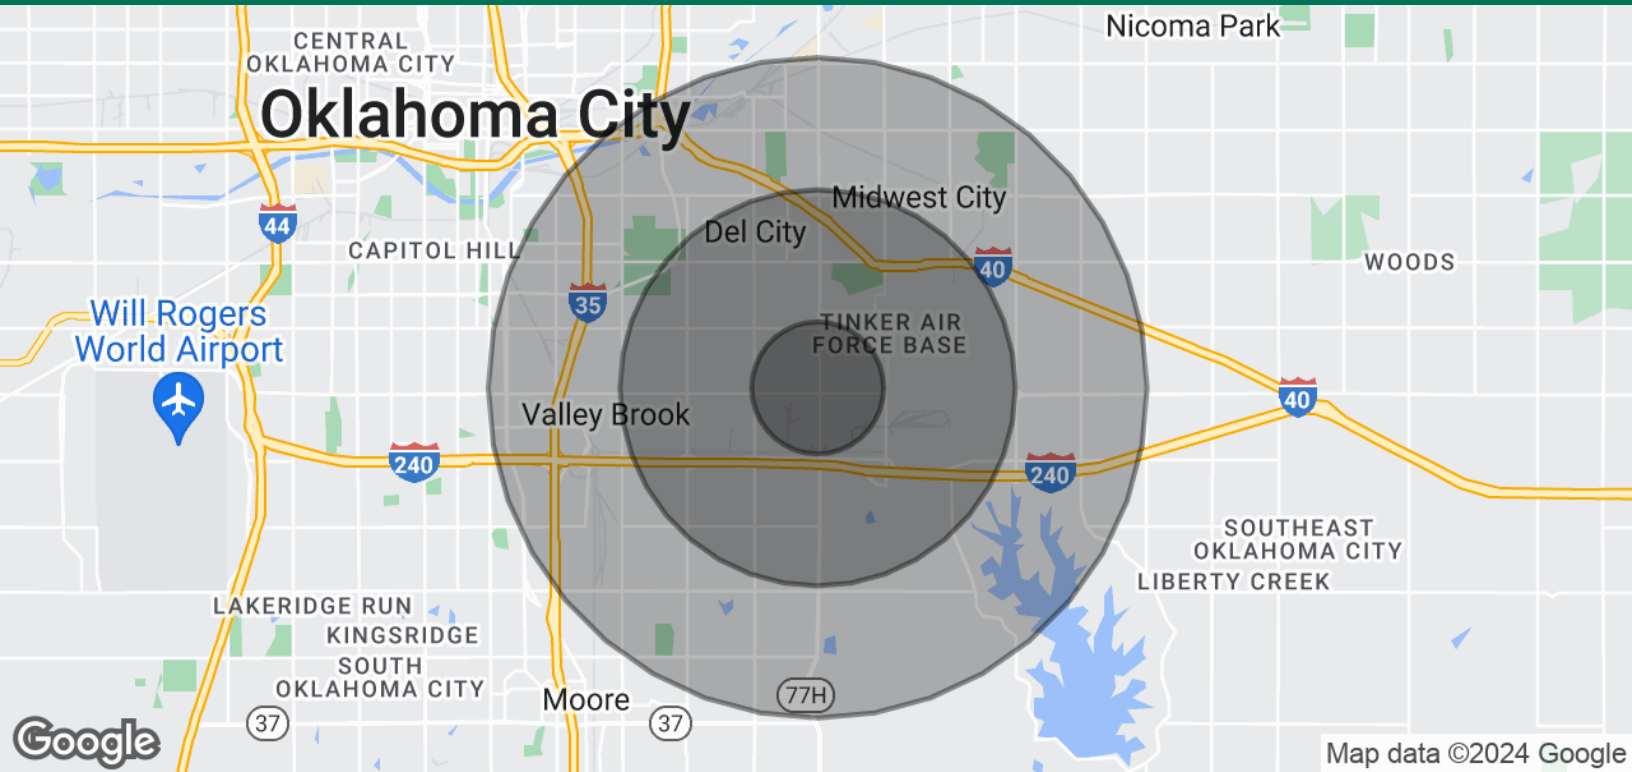 Nicoma Park
CENTRAL
OKLAHOMA CITY
Oklahoma City
Midwest City
Del City
44
CAPITOL HILL
WOODS
40
35
Will Rogers
World Airport
TINKER AIR
FORCE BASE
40
Valley Brook
240
240
SOUTHEAST
OKLAHOMA CITY
LIBERTY CREEK
LAKERIDGE RUN
KINGSRIDGE
SOUTH
OKLAHOMA CITY
Moore
77H
37
37
Google
Map data ©2024 Google